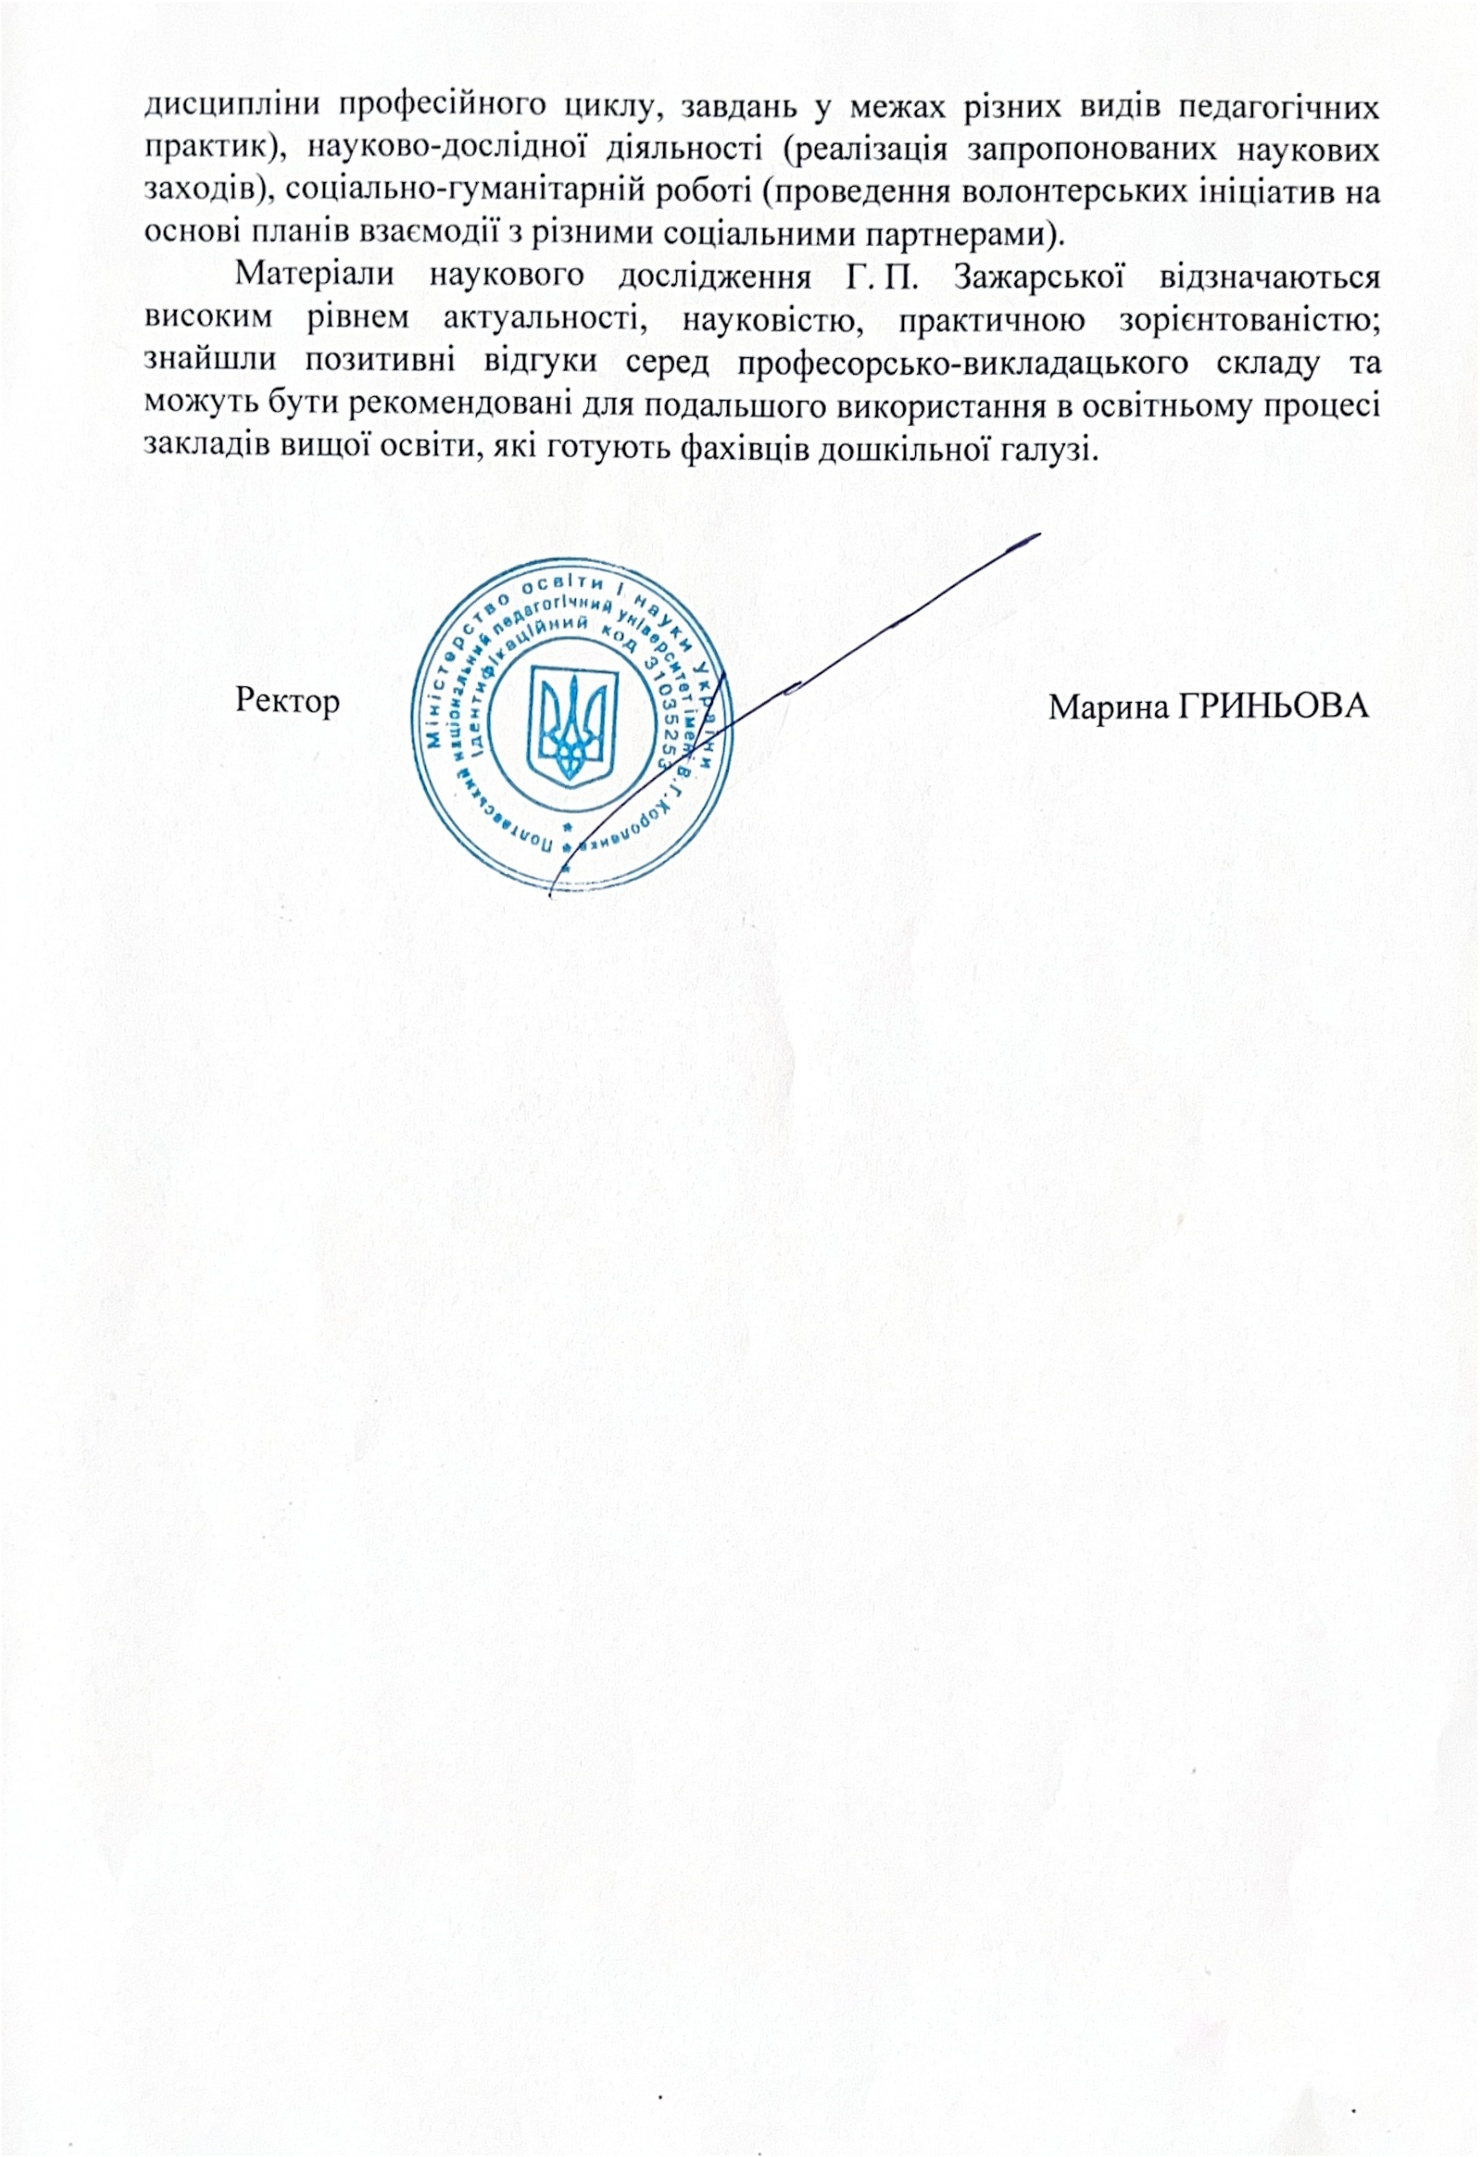 дисципліни професійного циклу, завдань у межах різних видів педагогічних
практик), науково-дослідної діяльності (реалізація запропонованих наукових
заходів), соціально-гуманітарній роботі (проведення волонтерських ініціатив на
основі планів взаємодії з різними соціальними партнерами).
Матеріали наукового дослідження Г. П. Зажарської відзначаються
високим рівнем актуальності, науковістю, практичною зорієнтованістю;
знайшли позитивні відгуки серед професорсько-викладацького складу та
можуть бути рекомендовані для подальшого використання в освітньому процесі
закладів вищої освіти, які готують фахівців дошкільної галузі.
Ректор
Міністерство освіти і науки України
Полтавський національний педагогічний університет імені В.Г.Короленка
Ідентифікаційний код 31035253
Марина ГРИНЬОВА